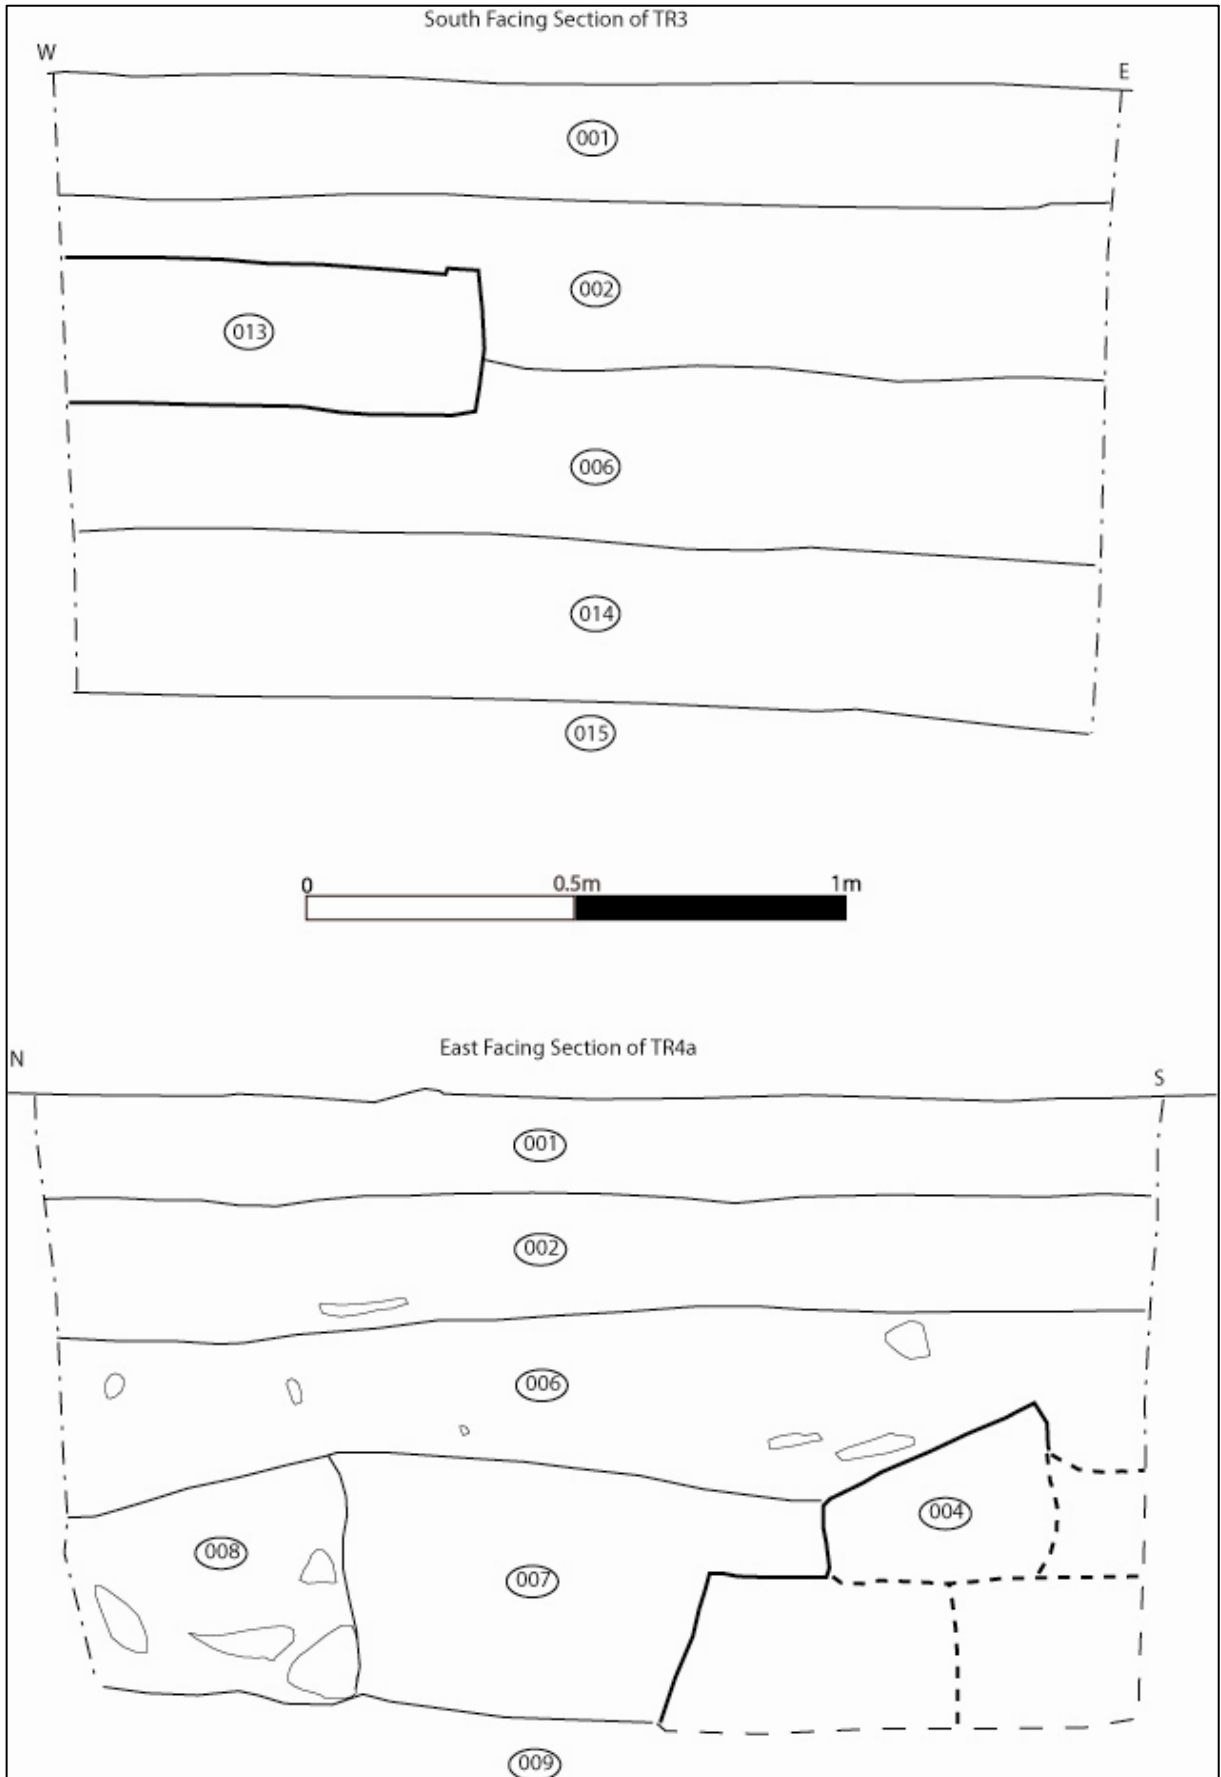 South Facing Section of TR3
W
E
001
002
013
006
014
015
0 0.5m 1m
East Facing Section of TR4a
N
S
001
002
006
004
008
007
009